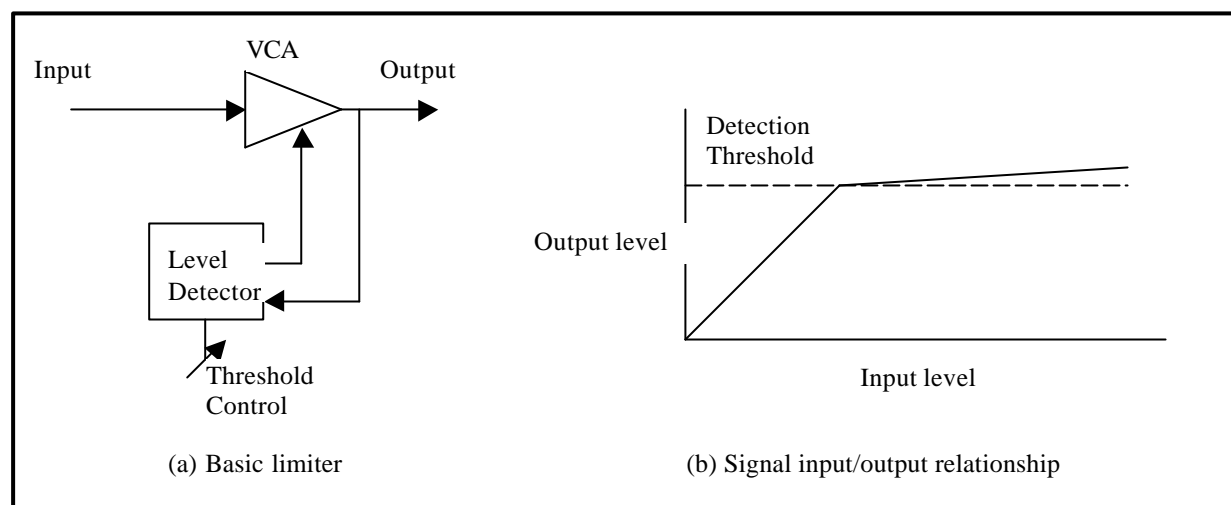 VCA
Input
Output
Level
Detector
Threshold
Control
(a) Basic limiter
Detection
Threshold
Output level
Input level
(b) Signal input/output relationship